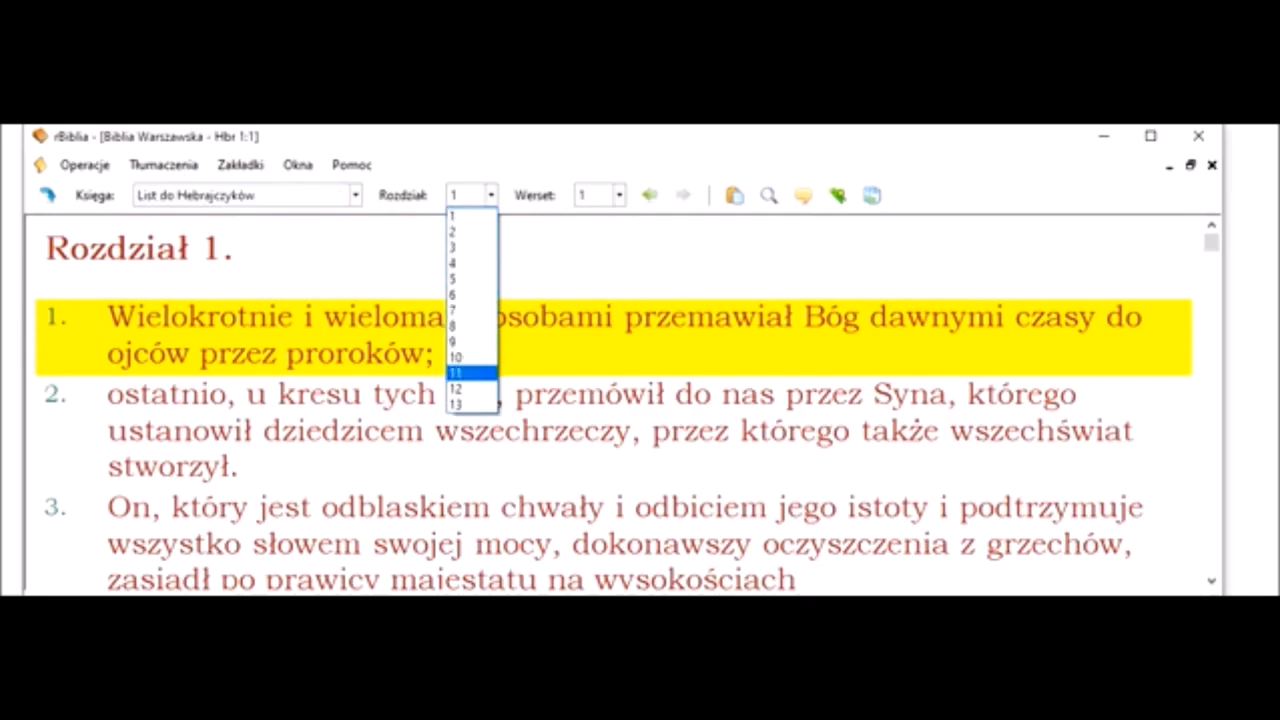 rBiblia - [Biblia Warszawska - Hbr 1:1]
Operacje Tłumaczenia Zakładki Okna Pomoc
Księga: List do Hebrajczyków Rozdział: 1 Werset: 1
1
2
3
4
5
6
7
8
9
10
11
12
13
Rozdział 1.
1. Wielokrotnie i wieloma przemawiał Bóg dawnymi czasy do
ojców przez proroków;
2. ostatnio, u kresu tych przemówił do nas przez Syna, którego
ustanowił dziedzicem wszechrzeczy, przez którego także wszechświat
stworzył.
3. On, który jest odblaskiem chwały i odbiciem jego istoty i podtrzymuje
wszystko słowem swojej mocy, dokonawszy oczyszczenia z grzechów,
zasiadł po prawicy majestatu na wysokościach